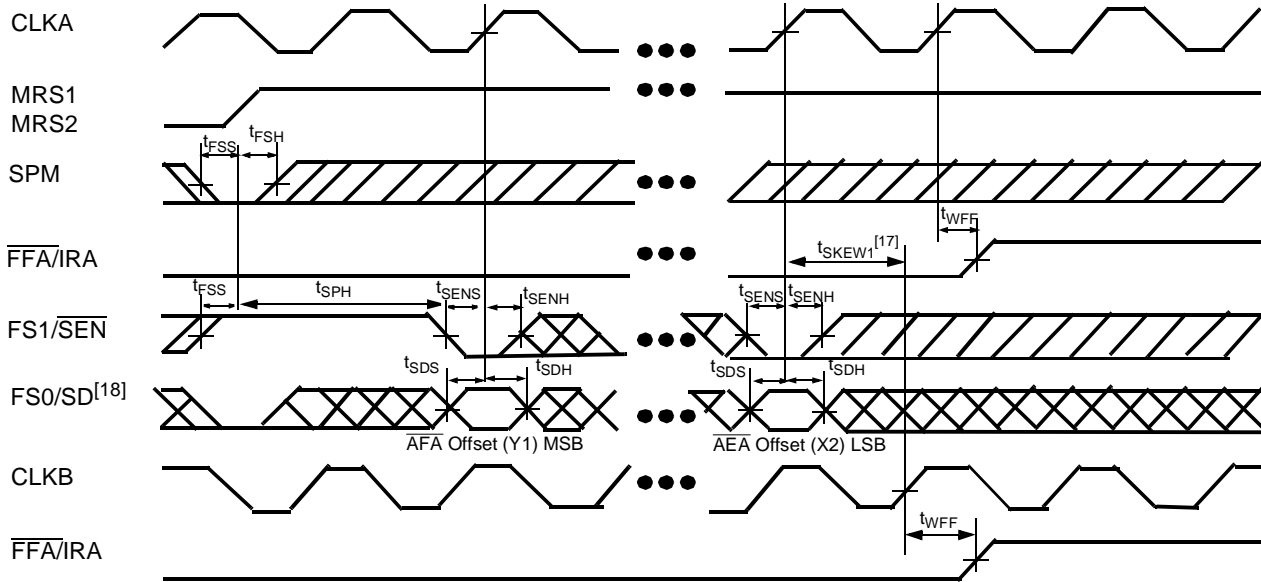 CLKA
MRS1
MRS2
tFSS tFSH
SPM
tWFF
FFA/IRA
tSKEW1[17]
tFSS tSPH tSENS tSENH tSENS tSENH
FS1/SEN
tSDS tSDH tSDS tSDH
FS0/SD[18]
AFA Offset (Y1) MSB AEA Offset (X2) LSB
CLKB
tWFF
FFA/IRA